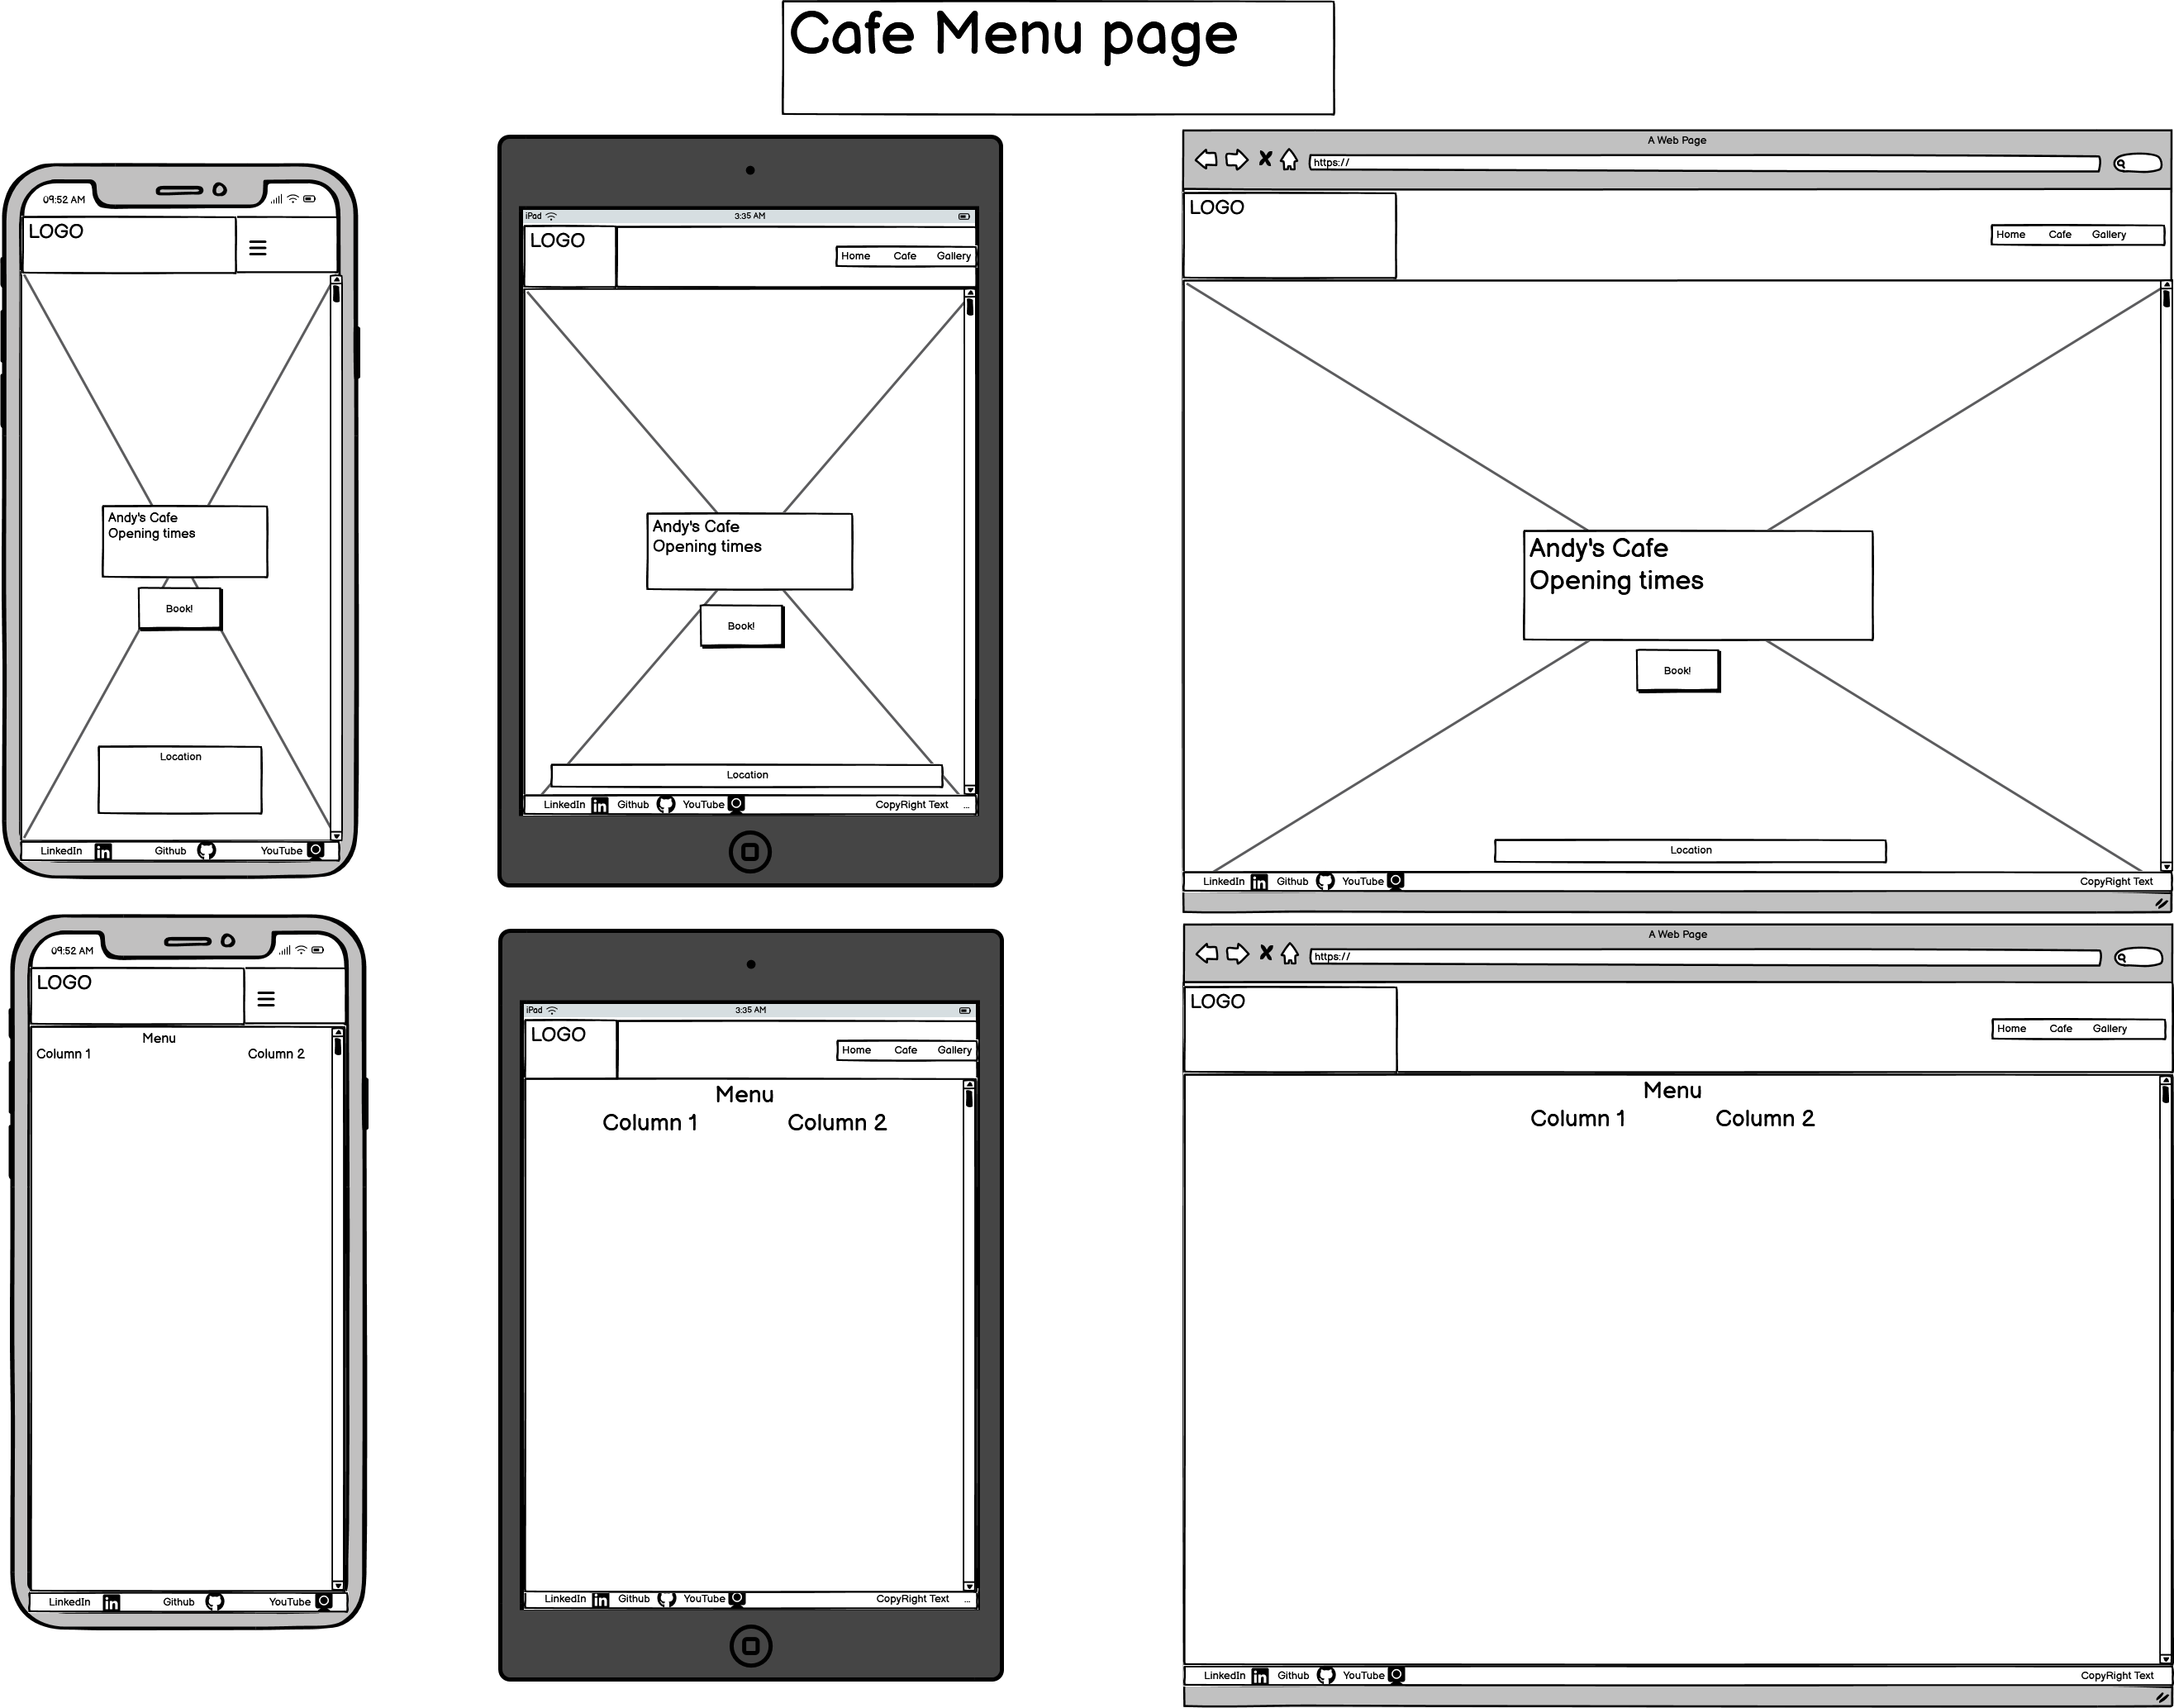 Cafe Menu page
09:52 AM
LOGO
Andy's Cafe
Opening times
Book!
Location
LinkedIn Github YouTube
iPad 3:35 AM
LOGO
Home Cafe Gallery
Andy's Cafe
Opening times
Book!
Location
LinkedIn Github YouTube CopyRight Text ...
A Web Page
https://
LOGO
Home Cafe Gallery
Andy's Cafe
Opening times
Book!
Location
LinkedIn Github YouTube CopyRight Text
09:52 AM
LOGO
Menu
Column 1 Column 2
LinkedIn Github YouTube
iPad 3:35 AM
LOGO
Home Cafe Gallery
Menu
Column 1 Column 2
LinkedIn Github YouTube CopyRight Text ...
A Web Page
https://
LOGO
Home Cafe Gallery
Menu
Column 1 Column 2
LinkedIn Github YouTube CopyRight Text